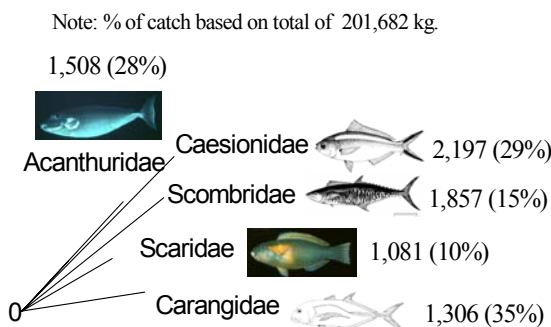 Note: % of catch based on total of 201,682 kg.
1,508 (28%)
Acanthuridae
Caesionidae 2,197 (29%)
Scombridae 1,857 (15%)
Scaridae 1,081 (10%)
0
Carangidae 1,306 (35%)